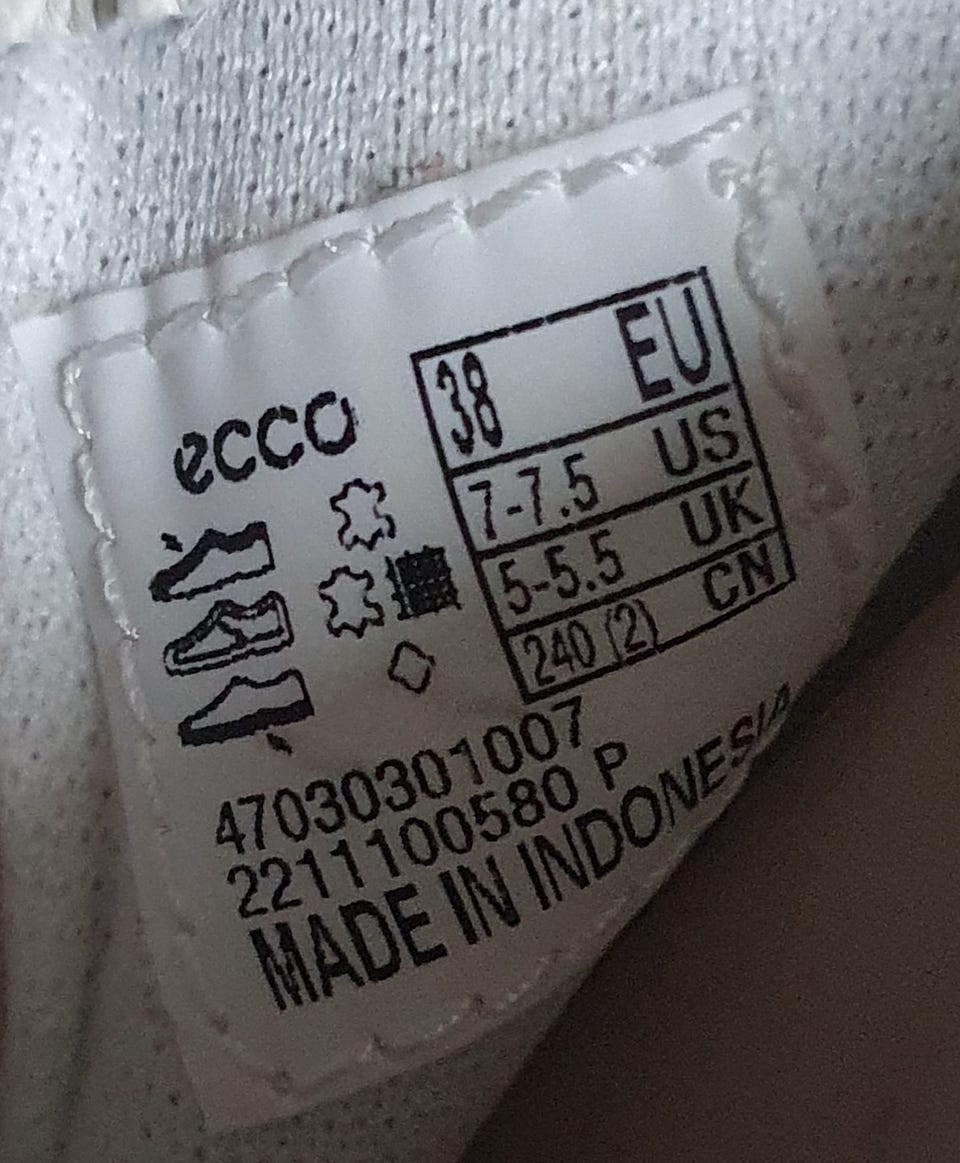 ecco
38 EU
7-7.5 US
5-5.5 UK
240 (2) CN
47030301007
2211100580 P
MADE IN INDONESIA